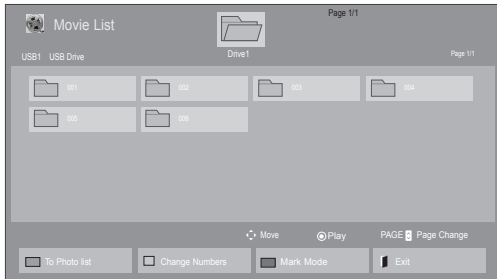 Page 1/1
Movie List
Drive1
USB1 USB Drive
Page 1/1
001 002 003 004
005 006
Move Play PAGE Page Change
To Photo list Change Numbers Mark Mode Exit